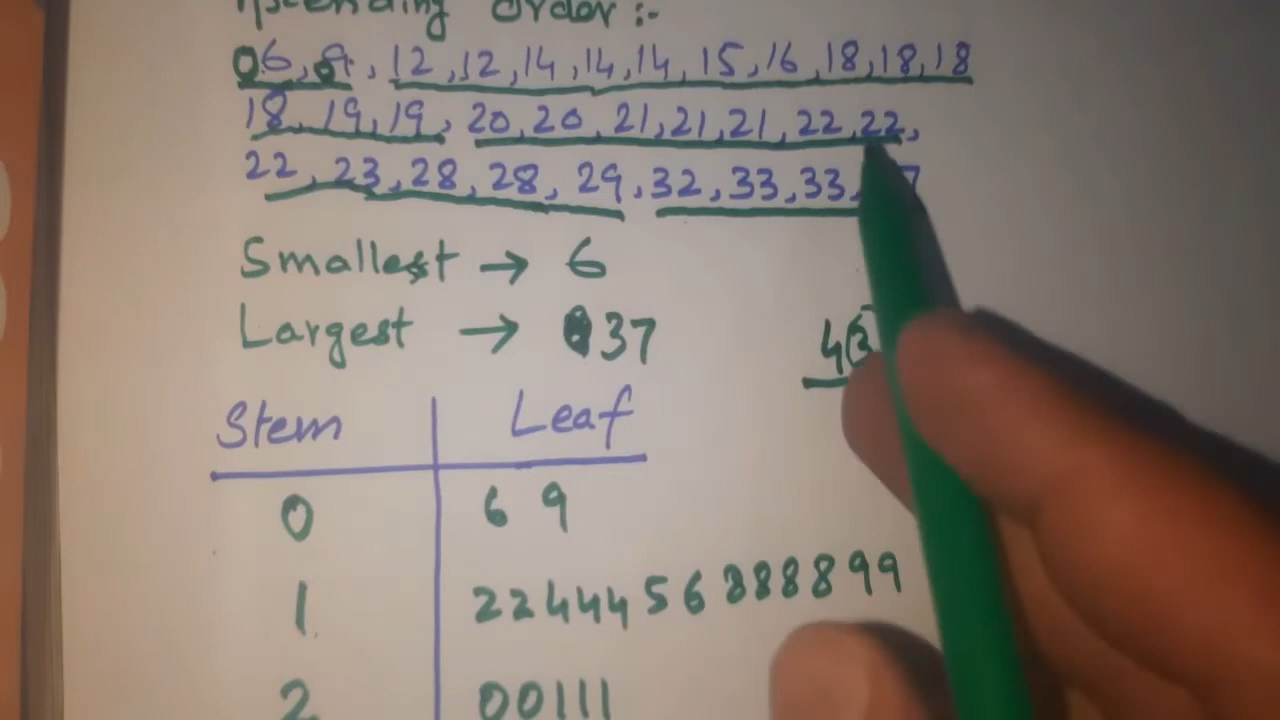 Ascending Order :-
06, 09, 12, 12, 14, 14, 14, 15, 16, 18, 18, 18
18, 19, 19, 20, 20, 21, 21, 21, 22, 22,
22, 23, 28, 28, 29, 32, 33, 33,
Smallest → 6
Largest → 37
Stem Leaf
0 6 9
1 2 2 4 4 4 5 6 8 8 8 8 9 9
2 0 0 1 1 1